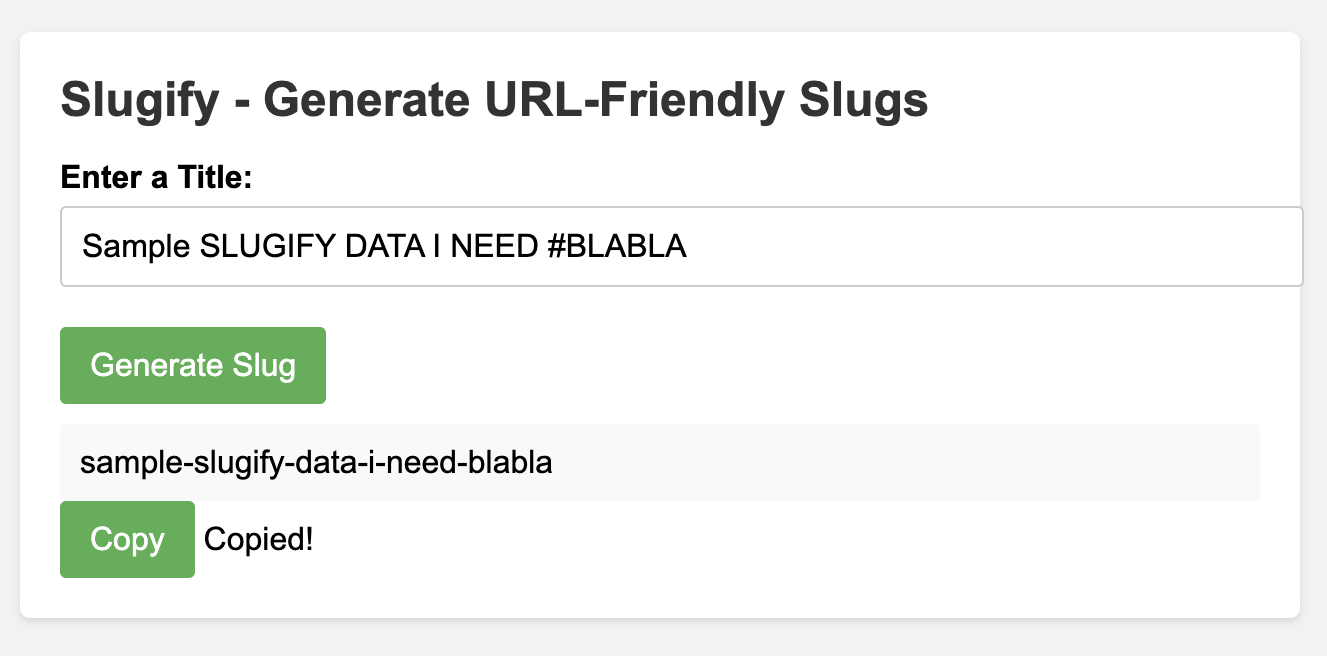 Slugify - Generate URL-Friendly Slugs
Enter a Title:
Sample SLUGIFY DATA I NEED #BLABLA
Generate Slug
sample-slugify-data-i-need-blabla
Copy Copied!